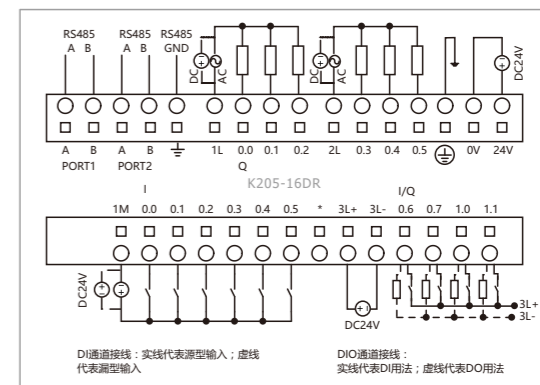 RS485 RS485 RS485
A B A B GND
DC AC DC AC DC24V
A B A B 1L 0.0 0.1 0.2 2L 0.3 0.4 0.5 0V 24V
PORT1 PORT2 Q
K205-16DR
I I/Q
1M 0.0 0.1 0.2 0.3 0.4 0.5 * 3L+ 3L- 0.6 0.7 1.0 1.1
DC24V
3L+
3L-
DC24V
DI通道接线：实线代表源型输入；虚线
代表漏型输入
DIO通道接线：
实线代表DI用法；虚线代表DO用法